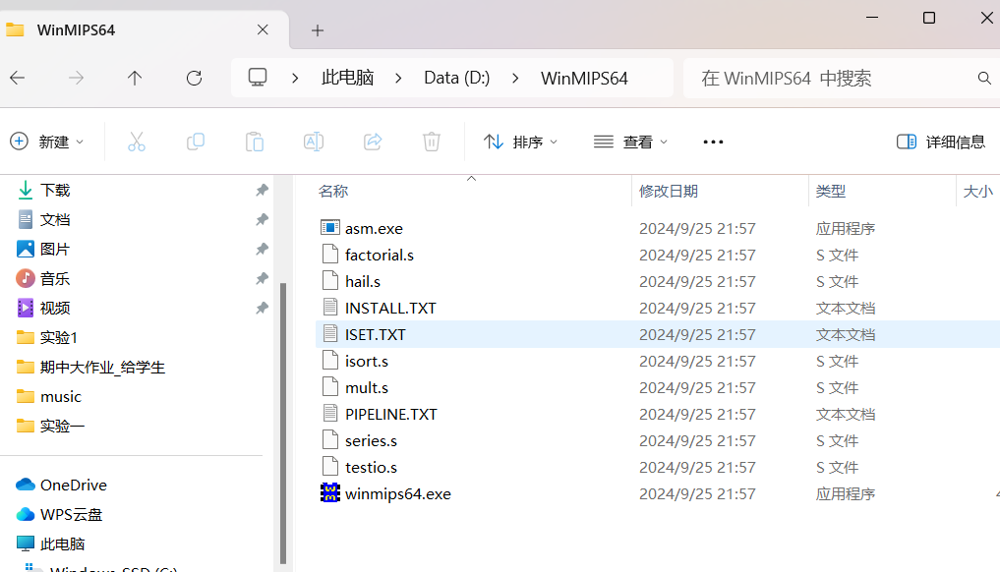 WinMIPS64
此电脑 Data (D:) WinMIPS64 在 WinMIPS64 中搜索
新建 排序 查看 详细信息
下载
文档
图片
音乐
视频
实验1
期中大作业_给学生
music
实验一
OneDrive
WPS云盘
此电脑
Windows-SSD (C:)
名称 修改日期 类型 大小
asm.exe 2024/9/25 21:57 应用程序
factorial.s 2024/9/25 21:57 S 文件
hail.s 2024/9/25 21:57 S 文件
INSTALL.TXT 2024/9/25 21:57 文本文档
ISET.TXT 2024/9/25 21:57 文本文档
isort.s 2024/9/25 21:57 S 文件
mult.s 2024/9/25 21:57 S 文件
PIPELINE.TXT 2024/9/25 21:57 文本文档
series.s 2024/9/25 21:57 S 文件
testio.s 2024/9/25 21:57 S 文件
winmips64.exe 2024/9/25 21:57 应用程序